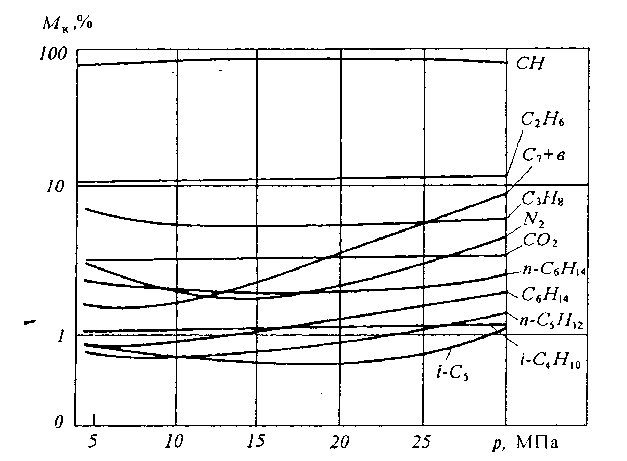 Mк,%
100
CH
C₂H₆
C₇+в
10
C₃H₈
N₂
CO₂
n-C₆H₁₄
C₆H₁₄
1
n-C₅H₁₂
i-C₄H₁₀
i-C₅
0
5 10 15 20 25 p, МПа